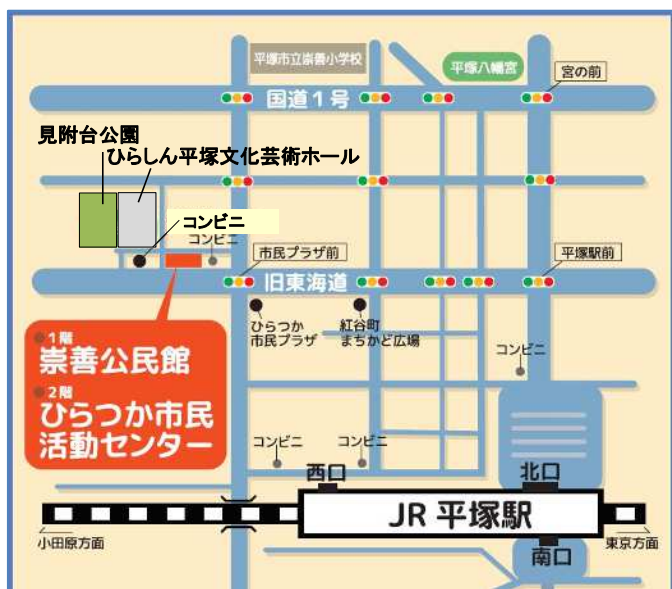 平塚市立崇善小学校
平塚八幡宮
宮の前
国道1号
見附台公園
ひらしん平塚文化芸術ホール
コンビニ
コンビニ
市民プラザ前
平塚駅前
旧東海道
ひらつか
市民プラザ
紅谷町
まちかど広場
1階
崇善公民館
2階
ひらつか市民
活動センター
コンビニ
コンビニ
コンビニ
西口
北口
JR 平塚駅
小田原方面
東京方面
南口